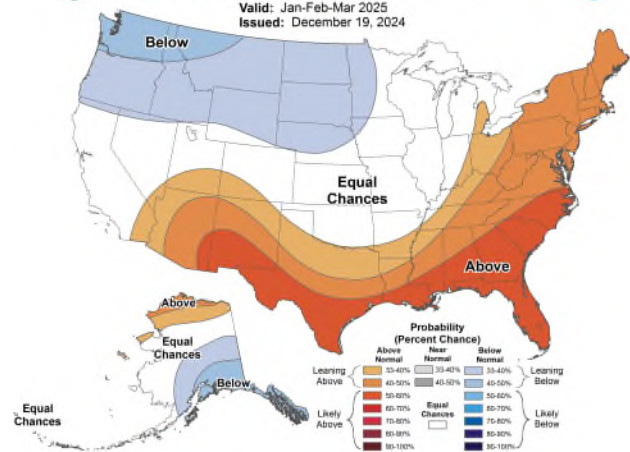 Valid: Jan-Feb-Mar 2025
Issued: December 19, 2024
Below
Equal
Chances
Above
Above
Equal
Chances
Below
Equal
Chances
Probability
(Percent Chance)
Above
Normal
Near
Normal
Below
Normal
Leaning
Above
33-40%
33-40%
33-40%
Leaning
Below
40-50%
40-50%
40-50%
Likely
Above
50-60%
50-60%
Likely
Below
60-70%
60-70%
70-80%
70-80%
80-90%
80-90%
90-100%
90-100%
Equal
Chances